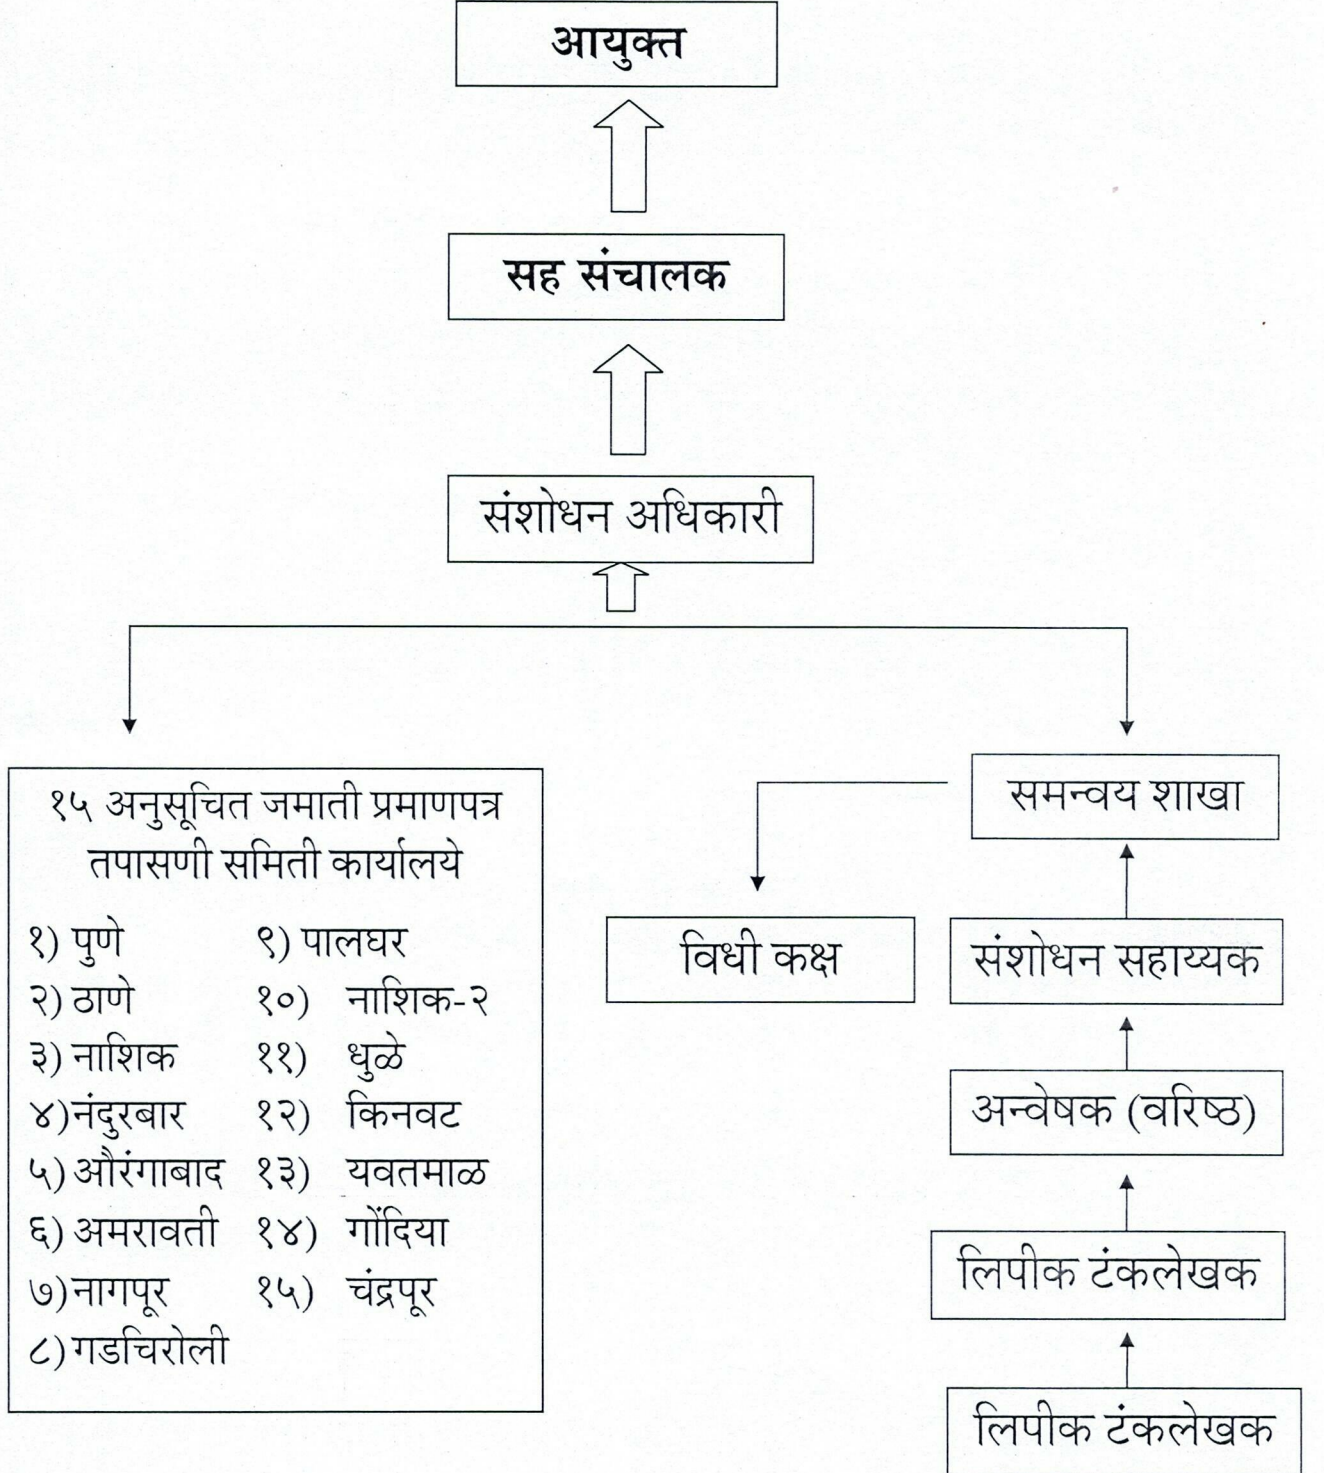 आयुक्त
सह संचालक
संशोधन अधिकारी
१५ अनुसूचित जमाती प्रमाणपत्र
तपासणी समिती कार्यालये
१) पुणे
२) ठाणे
३) नाशिक
४)नंदुरबार
५)औरंगाबाद
६) अमरावती
७)नागपूर
८)गडचिरोली
९) पालघर
१०) नाशिक-२
११) धुळे
१२) किनवट
१३) यवतमाळ
१४) गोंदिया
१५) चंद्रपूर
समन्वय शाखा
विधी कक्ष
संशोधन सहाय्यक
अन्वेषक (वरिष्ठ)
लिपीक टंकलेखक
लिपीक टंकलेखक